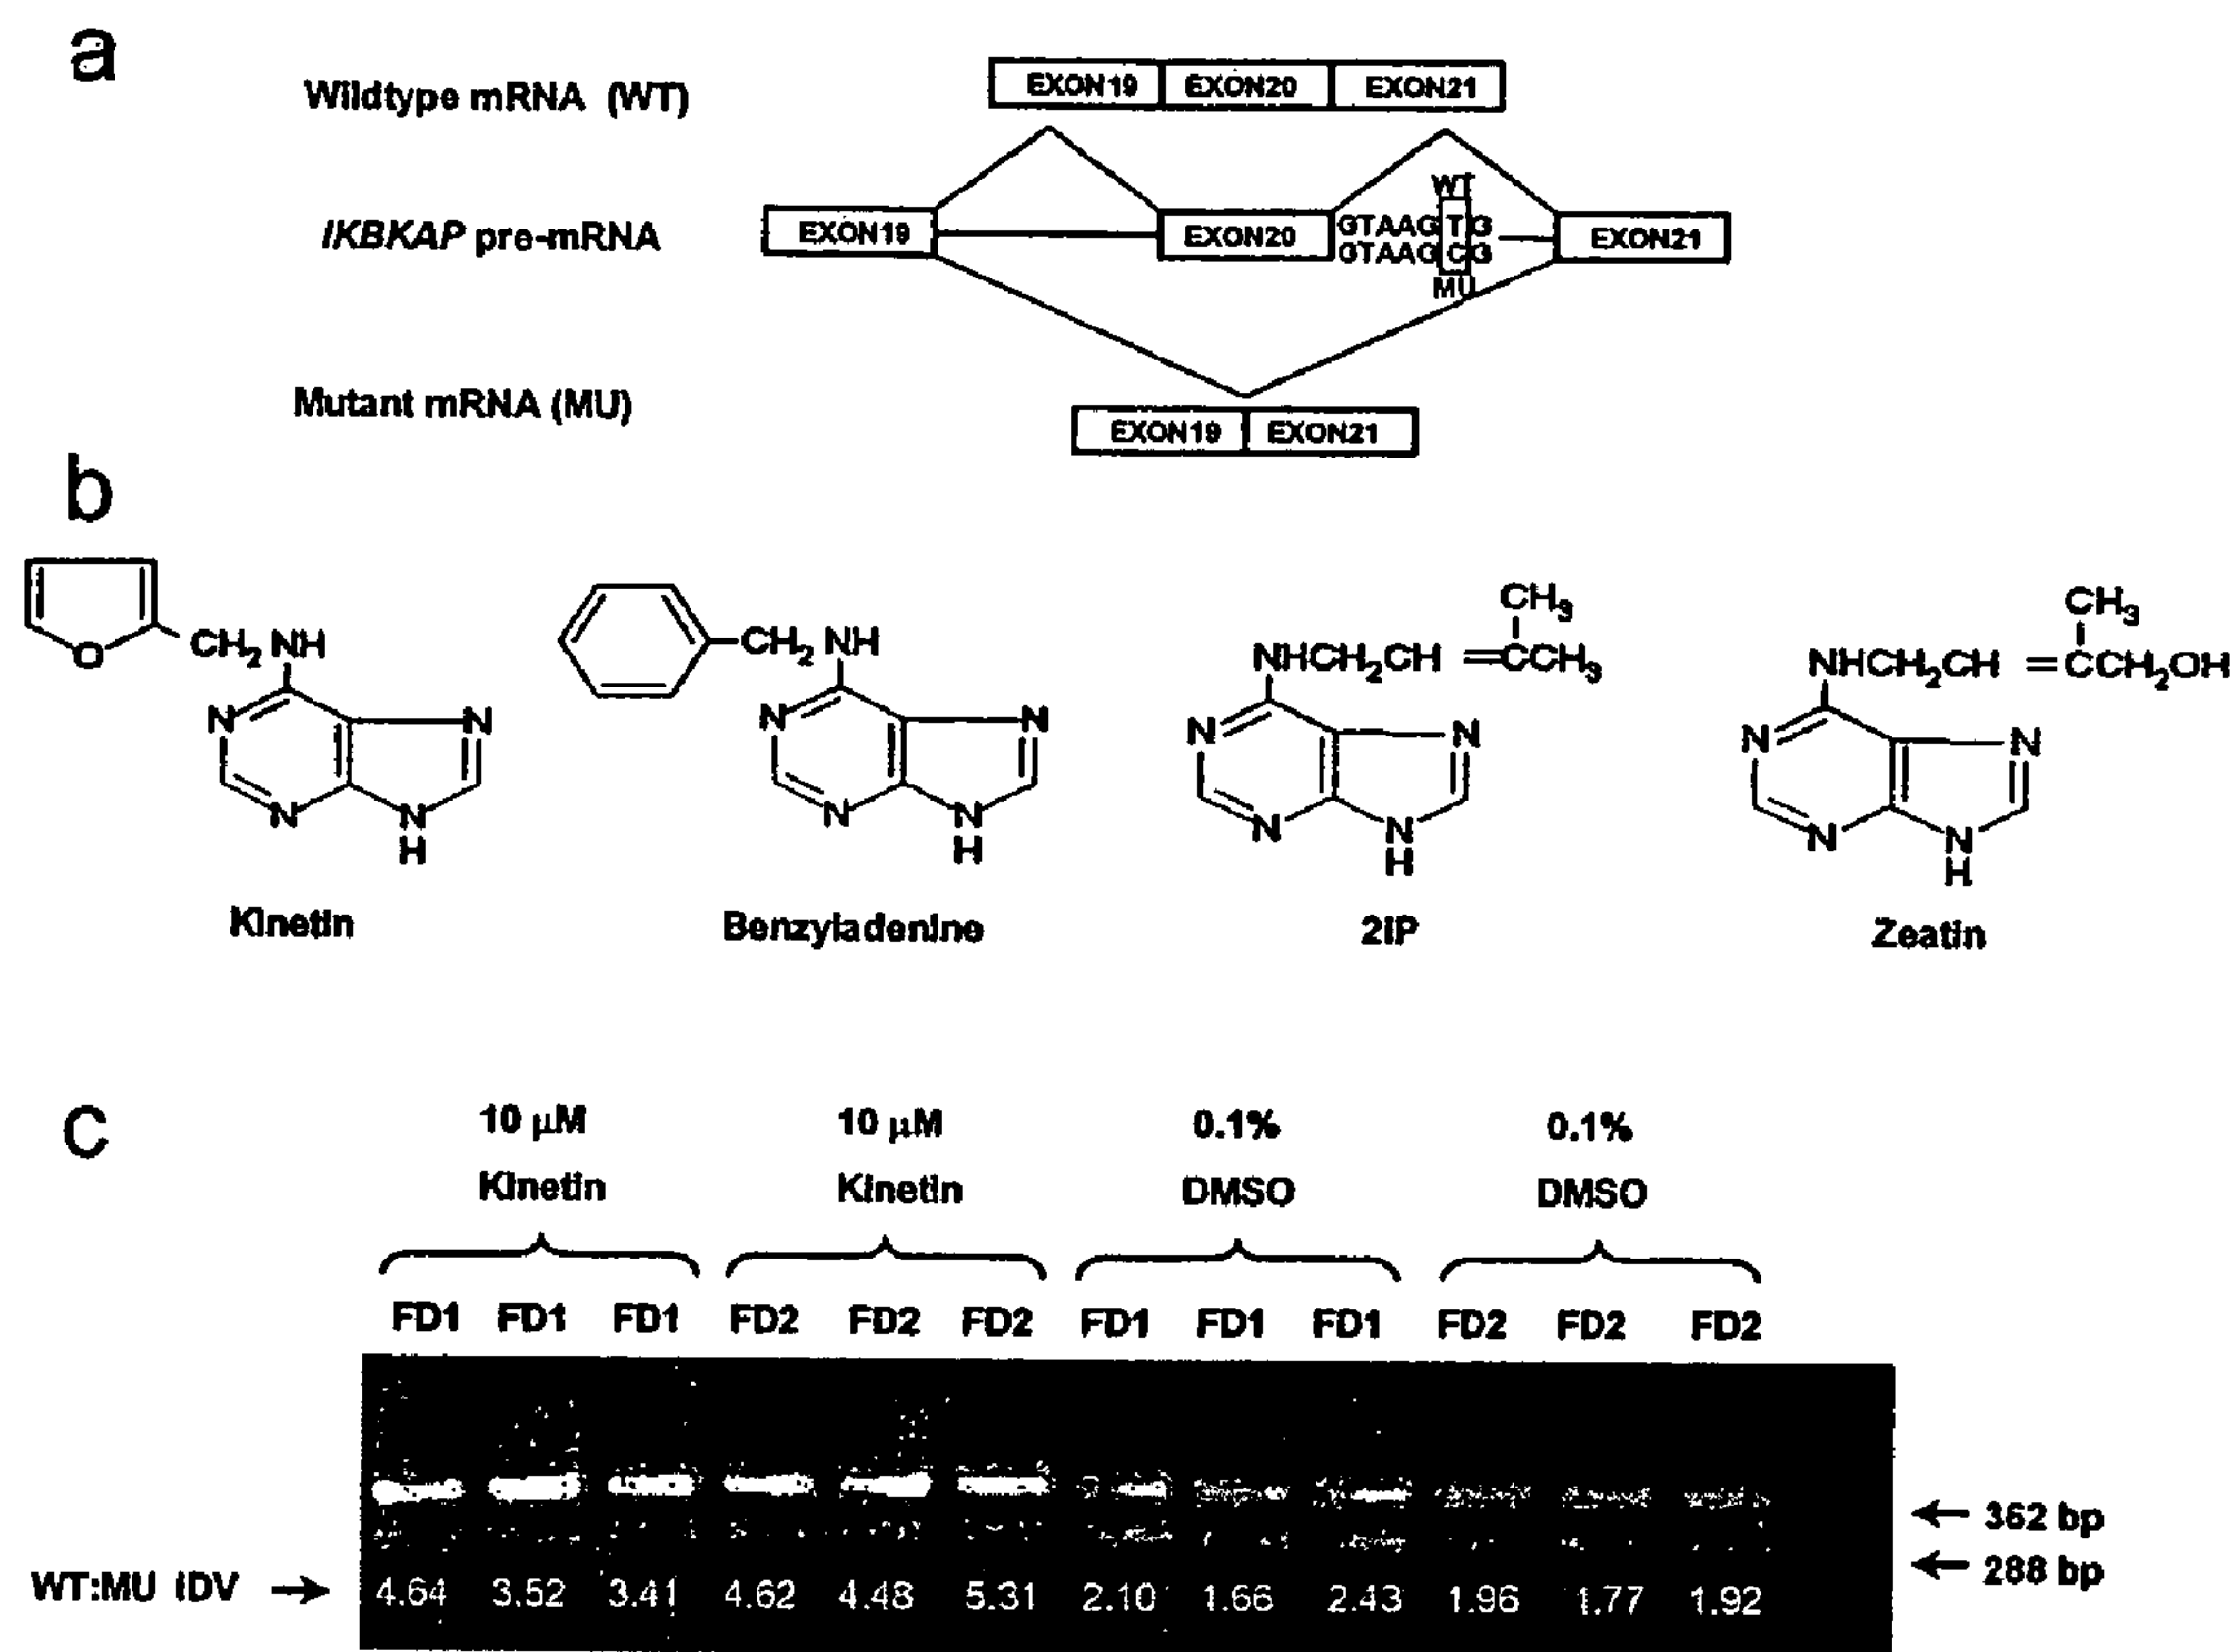 a
Wildtype mRNA (WT)
EXON19 EXON20 EXON21
WT
IKBKAP pre-mRNA
EXON19 EXON20 GTAAGTG EXON21
GTAAGCG
MU
Mutant mRNA (MU)
EXON19 EXON21
b
CH3 CH3
O CH2 NH CH2 NH NHCH2CH =CCH3 NHCH2CH =CCH2OH
N N N N N N N N
N N N N N N N N
H H H H
Kinetin Benzyladenine 2iP Zeatin
c
10 μM 10 μM 0.1% 0.1%
Kinetin Kinetin DMSO DMSO
FD1 FD1 FD1 FD2 FD2 FD2 FD1 FD1 FD1 FD2 FD2 FD2
← 362 bp
← 288 bp
WT:MU IDV → 4.64 3.52 3.41 4.62 4.48 5.31 2.10 1.66 2.43 1.96 1.77 1.92